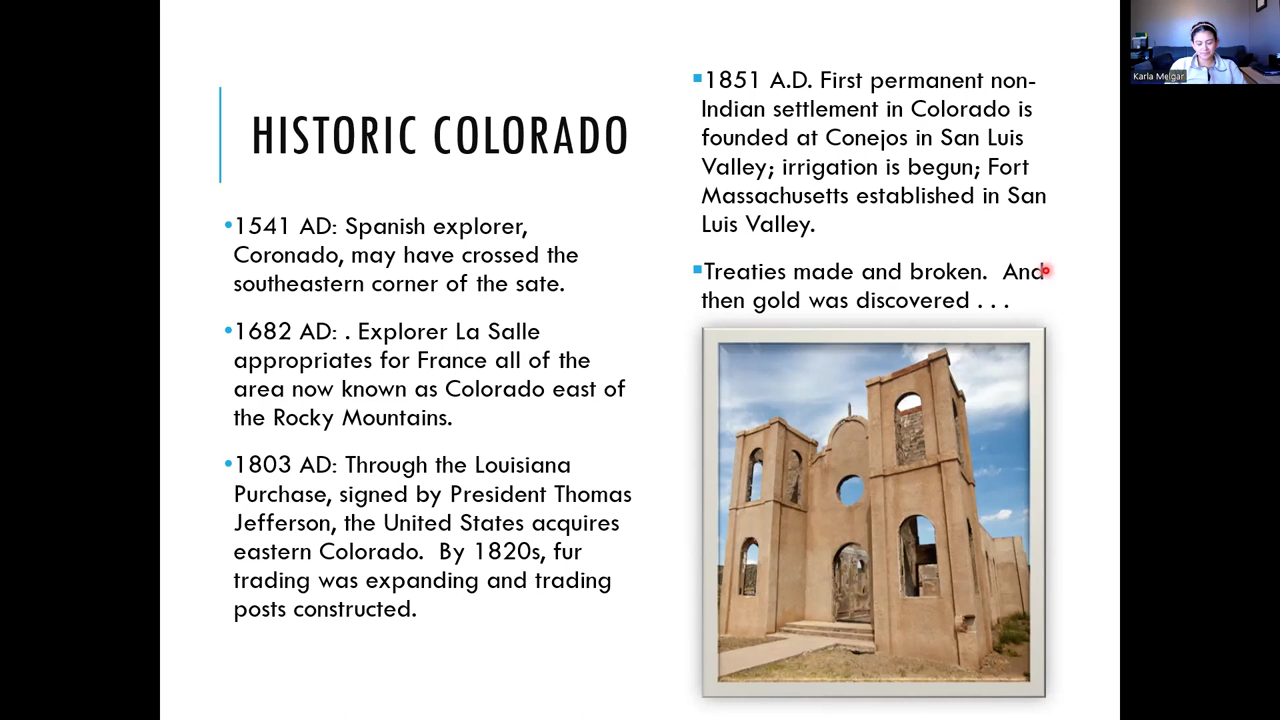 HISTORIC COLORADO
•1541 AD: Spanish explorer,
Coronado, may have crossed the
southeastern corner of the sate.
•1682 AD: . Explorer La Salle
appropriates for France all of the
area now known as Colorado east of
the Rocky Mountains.
•1803 AD: Through the Louisiana
Purchase, signed by President Thomas
Jefferson, the United States acquires
eastern Colorado. By 1820s, fur
trading was expanding and trading
posts constructed.
▪1851 A.D. First permanent non-
Indian settlement in Colorado is
founded at Conejos in San Luis
Valley; irrigation is begun; Fort
Massachusetts established in San
Luis Valley.
▪Treaties made and broken. And
then gold was discovered . . .
Karla Melgar